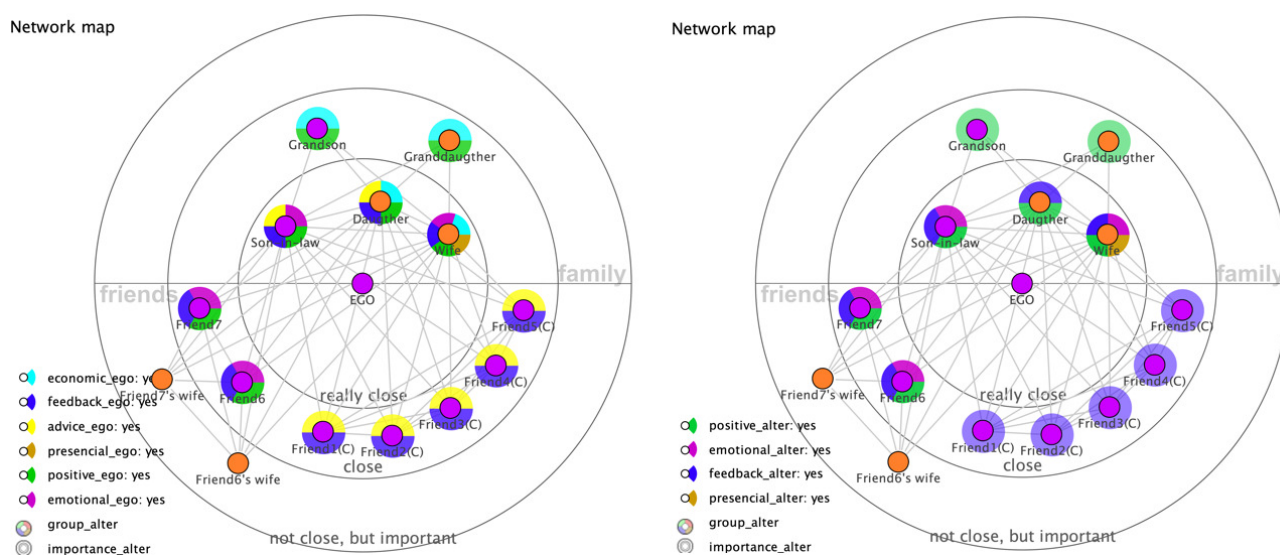 Network map
Grandson
Granddaugther
Daugther
Son-in-law
Wife
family
EGO
friends
Friend7
Friend5(C)
economic_ego: yes
Friend4(C)
Friend7's wife
feedback_ego: yes
Friend6
really close
Friend3(C)
advice_ego: yes
Friend1(C)
Friend2(C)
presencial_ego: yes
close
positive_ego: yes
Friend6's wife
emotional_ego: yes
group_alter
not close, but important
importance_alter
Network map
Grandson
Granddaugther
Daugther
Son-in-law
Wife
family
EGO
friends
Friend7
Friend5(C)
Friend4(C)
Friend7's wife
Friend6
really close
Friend3(C)
positive_alter: yes
Friend1(C)
Friend2(C)
emotional_alter: yes
close
feedback_alter: yes
Friend6's wife
presencial_alter: yes
group_alter
not close, but important
importance_alter